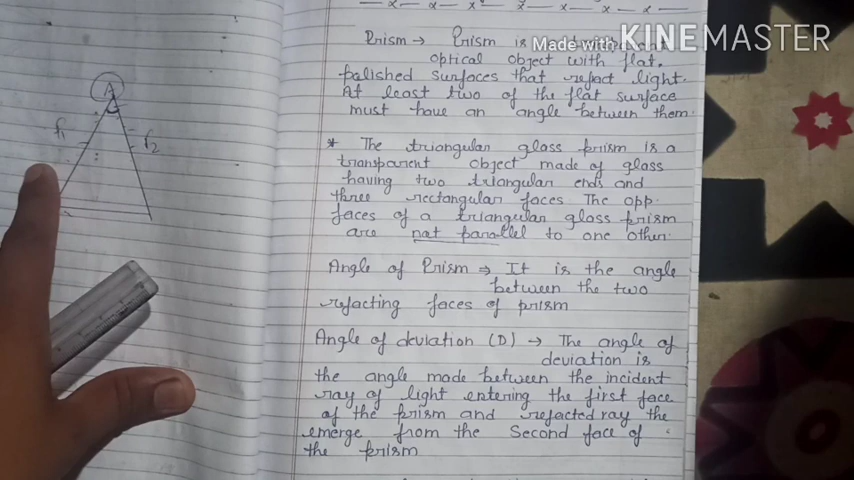 — x — x — x — x — x — x — x —
Made with KINEMASTER
Prism → Prism is
optical object with flat.
polished surfaces that refect light.
At least two of the flat surface
must have an angle between them.
* The triangular glass prism is a
transparent object made of glass
having two triangular ends and
three rectangular faces The opp.
faces of a triangular glass prism
are not parallel to one other.
Angle of Prism ⇒ It is the angle
between the two
refacting faces of prism
Angle of deviation (D) → The angle of
deviation is
the angle made between the incident
ray of light entering the first face
of the prism and refacted ray the
emerge from the Second face of
the prism
A
f1
f2